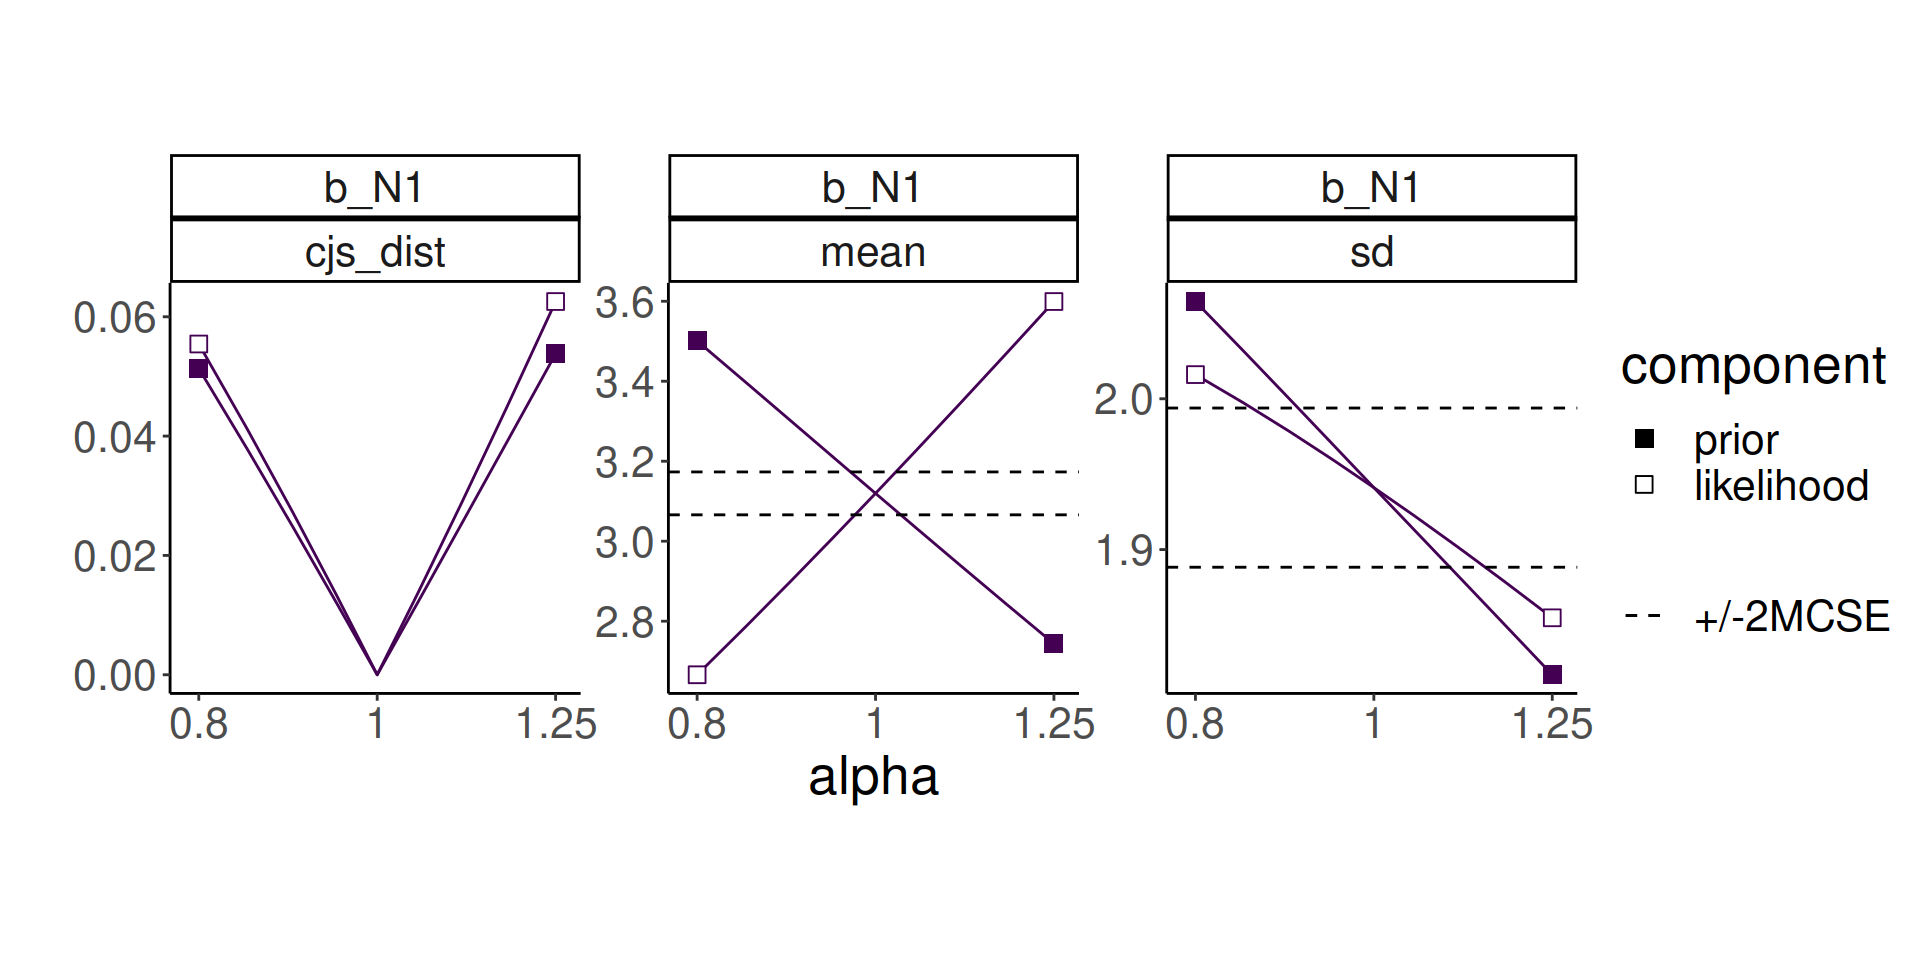 b_N1 b_N1 b_N1
cjs_dist mean sd
0.06
0.04
0.02
0.00
0.8 1 1.25
3.6
3.4
3.2
3.0
2.8
0.8 1 1.25
2.0
1.9
0.8 1 1.25
alpha
component
prior
likelihood
+/-2MCSE